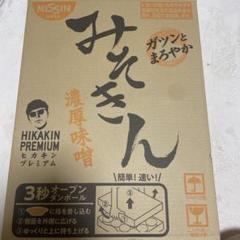 NISSIN
みそきん
ガツンと
まろやか
濃厚味噌
HIKAKIN
PREMIUM
ヒカキン
プレミアム
簡単!速い!
3秒オープン
ダンボール